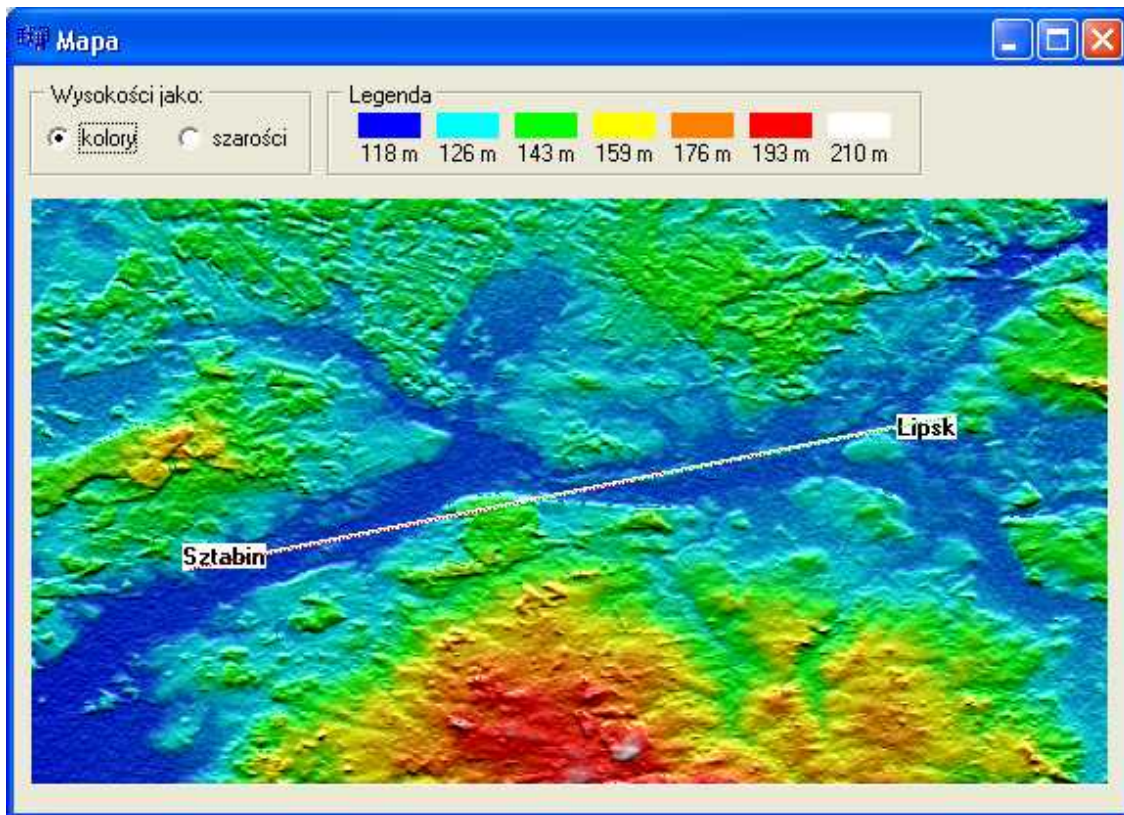 Mapa
Wysokości jako:
kolory szarości
Legenda
118 m 126 m 143 m 159 m 176 m 193 m 210 m
Lipsk
Sztabin